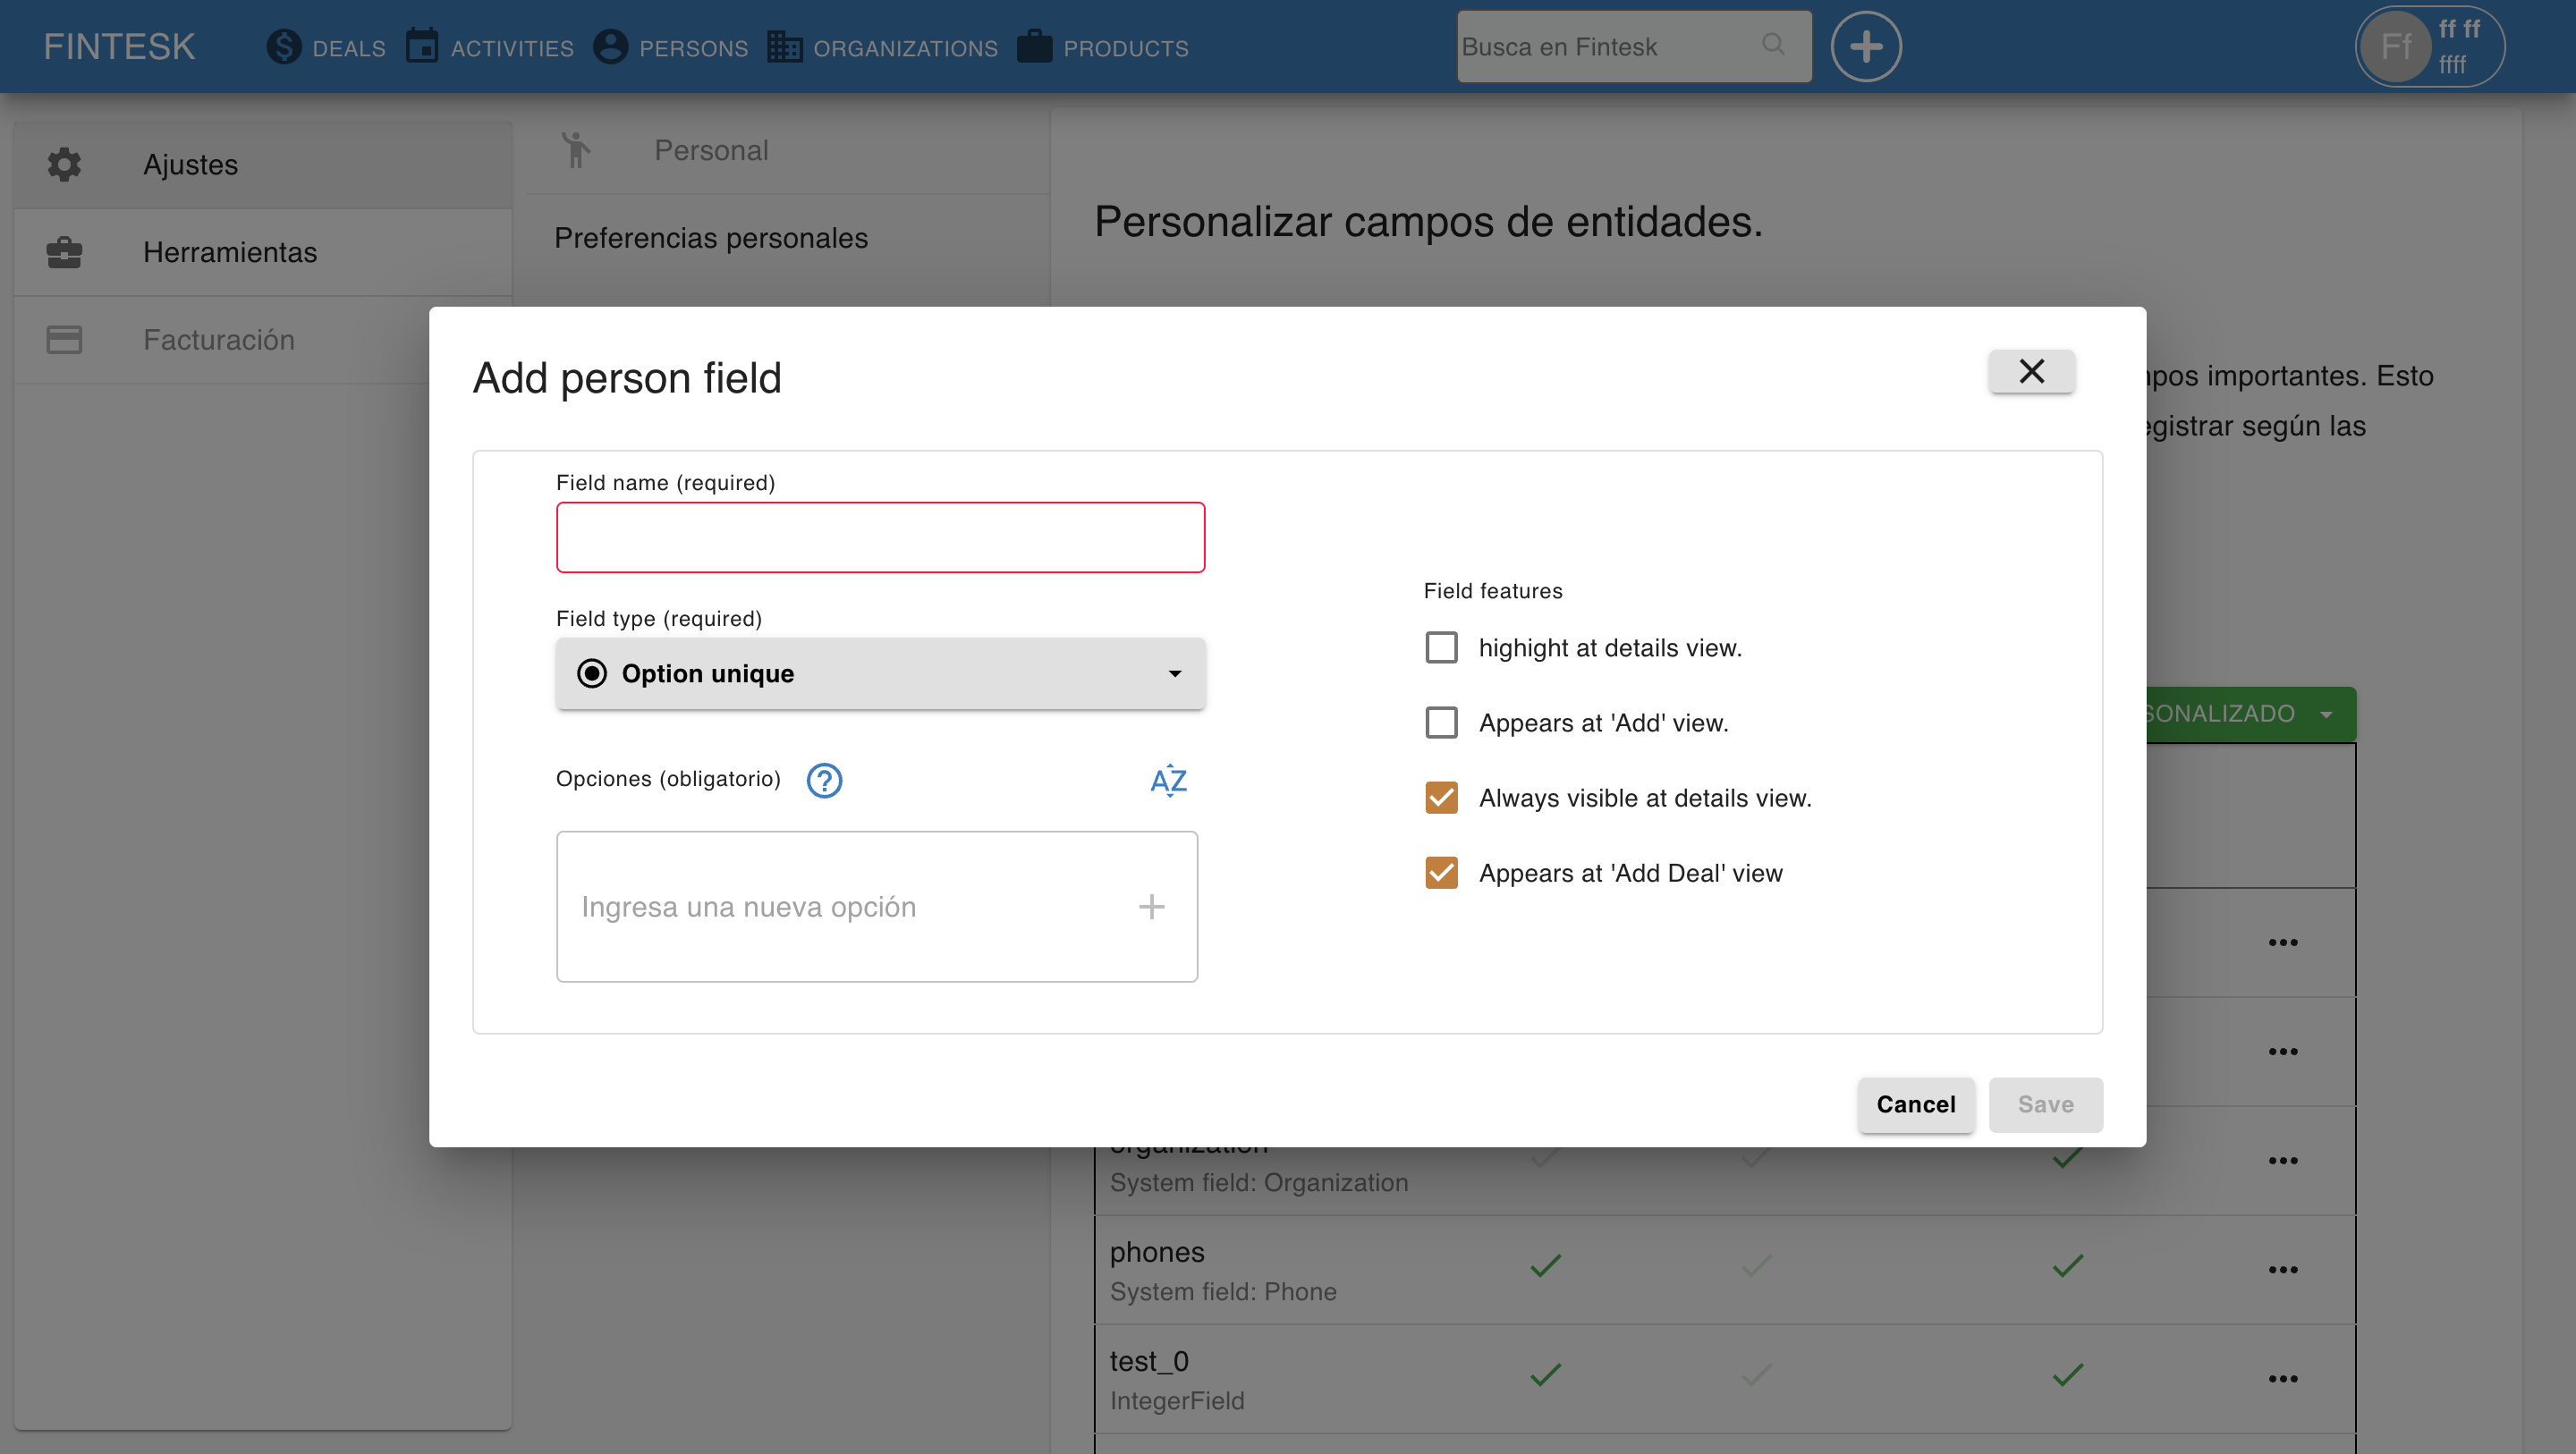 FINTESK DEALS ACTIVITIES PERSONS ORGANIZATIONS PRODUCTS Busca en Fintesk Ff ff ff
ffff
Ajustes
Herramientas
Facturación
Personal
Preferencias personales
Personalizar campos de entidades.
importantes. Esto
según las
Add person field
Field name (required)
Field type (required)
Option unique
Opciones (obligatorio) ? AZ
Ingresa una nueva opción
Field features
highight at details view.
Appears at 'Add' view.
Always visible at details view.
Appears at 'Add Deal' view
Cancel Save
organization
System field: Organization
phones
System field: Phone
test_0
IntegerField